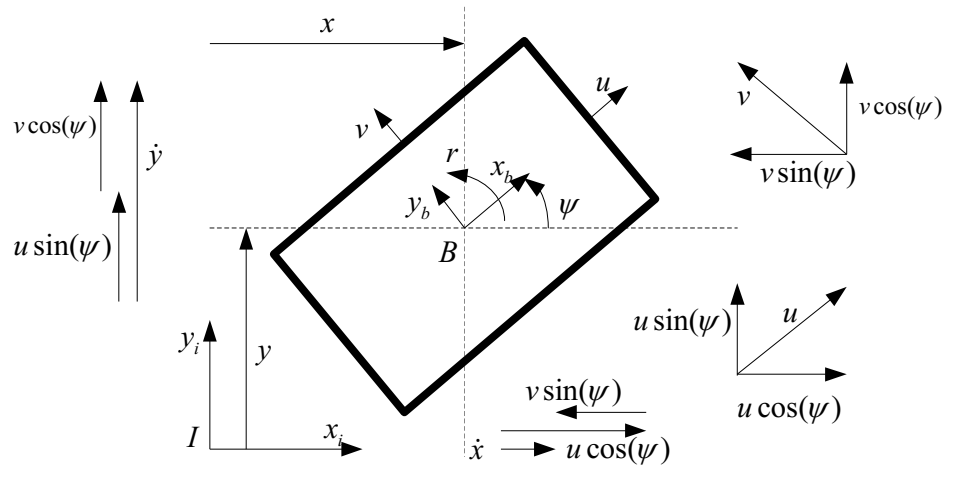 x
u
v
v cos(ψ)
v
v cos(ψ)
ẏ
v sin(ψ)
r
x_b
y_b
ψ
u sin(ψ)
B
u sin(ψ)
u
y_i
y
u cos(ψ)
v sin(ψ)
I
x_i
ẋ
u cos(ψ)